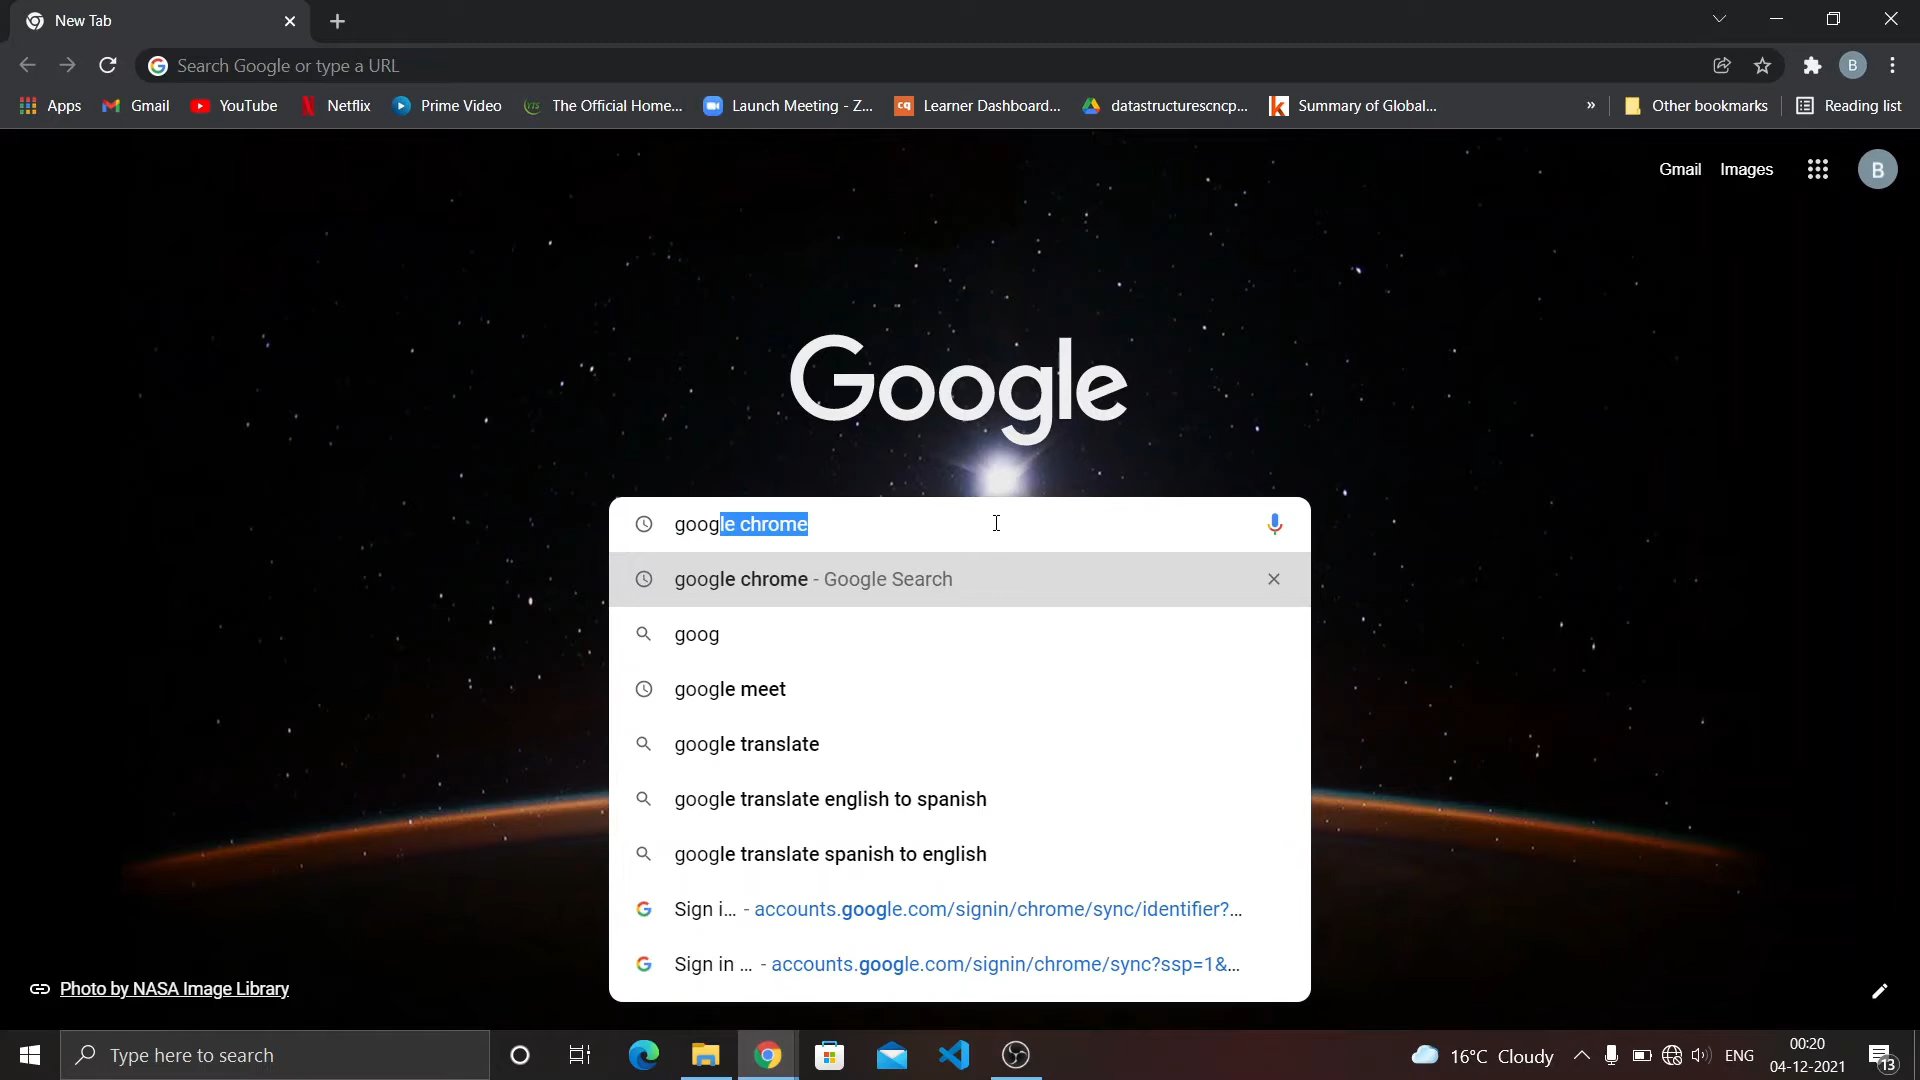 New Tab
Search Google or type a URL
B
Apps
Gmail
YouTube
Netflix
Prime Video
The Official Home...
Launch Meeting - Z...
Learner Dashboard...
datastructurescncp...
Summary of Global...
»
Other bookmarks
Reading list
Gmail
Images
B
Google
google chrome
google chrome - Google Search
goog
google meet
google translate
google translate english to spanish
google translate spanish to english
Sign i... - accounts.google.com/signin/chrome/sync/identifier?...
Sign in ... - accounts.google.com/signin/chrome/sync?ssp=1&...
Photo by NASA Image Library
Type here to search
16°C Cloudy
ENG
00:20
04-12-2021
13